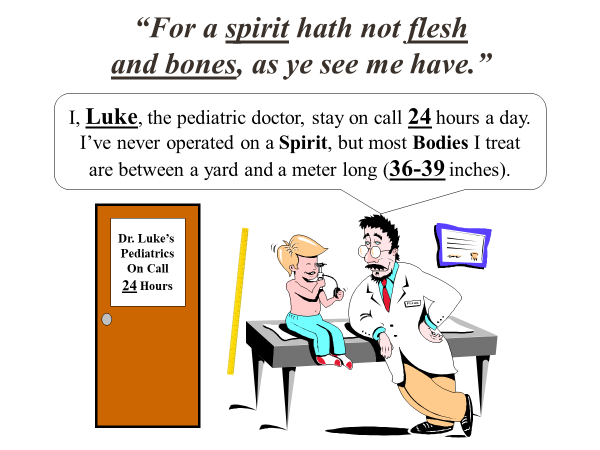 “For a spirit hath not flesh
and bones, as ye see me have.”
I, Luke, the pediatric doctor, stay on call 24 hours a day.
I’ve never operated on a Spirit, but most Bodies I treat
are between a yard and a meter long (36-39 inches).
Dr. Luke’s
Pediatrics
On Call
24 Hours